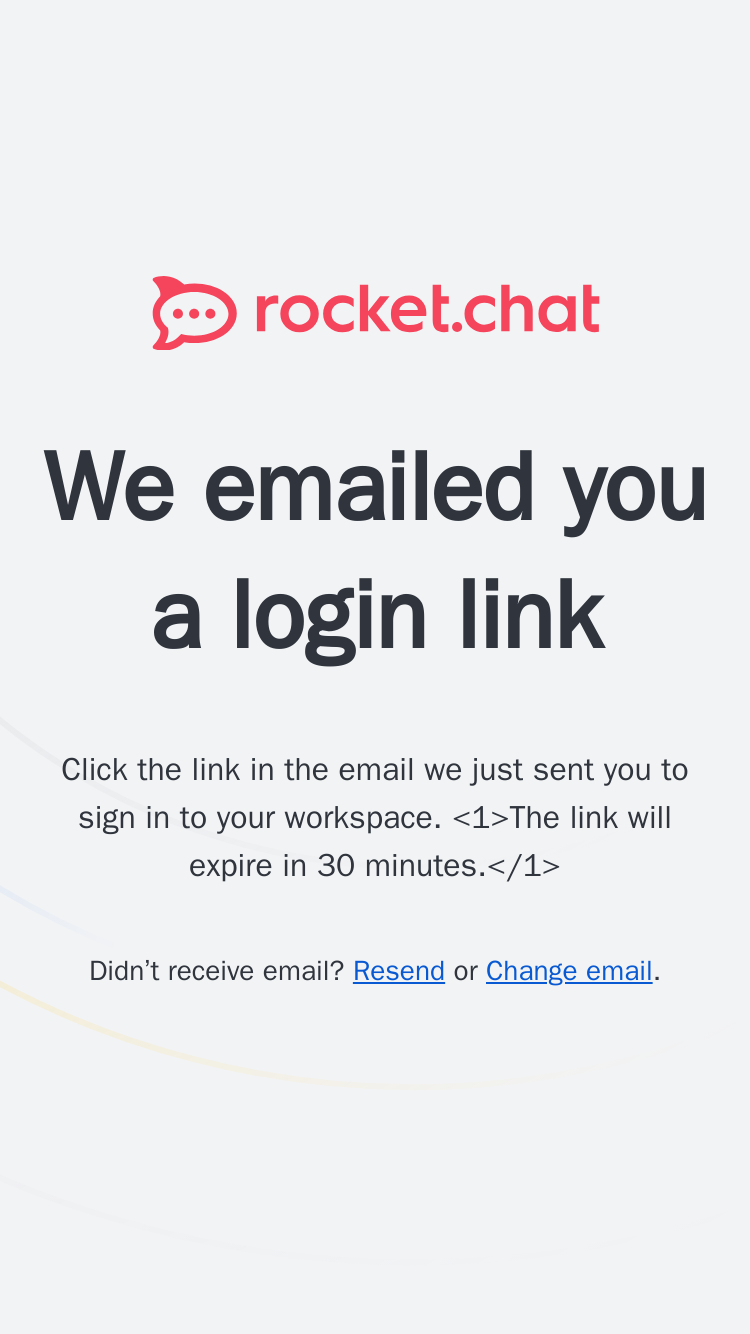 rocket.chat
We emailed you
a login link
Click the link in the email we just sent you to
sign in to your workspace. <1>The link will
expire in 30 minutes.</1>
Didn’t receive email? Resend or Change email.